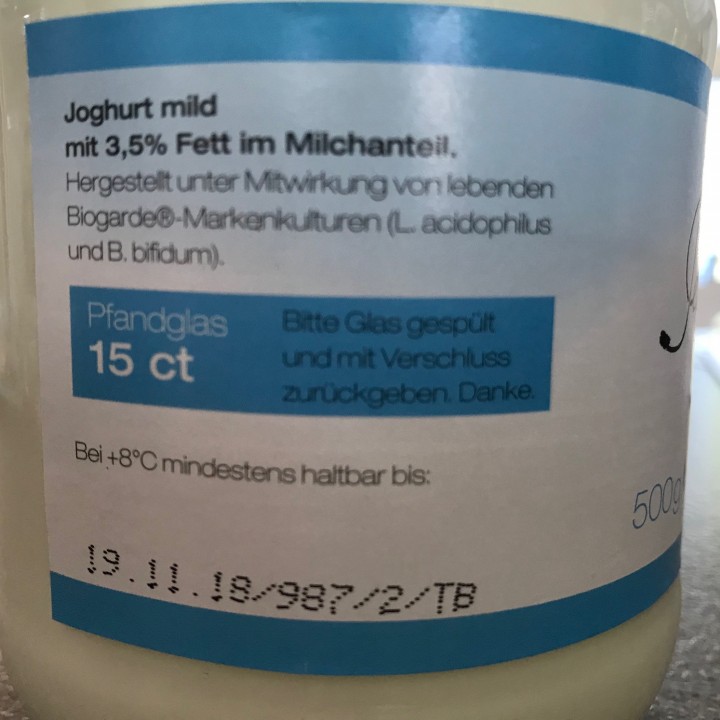 Joghurt mild
mit 3,5% Fett im Milchanteil.
Hergestellt unter Mitwirkung von lebenden
Biogarde®-Markenkulturen (L. acidophilus
und B. bifidum).
Pfandglas
15 ct
Bitte Glas gespült
und mit Verschluss
zurückgeben. Danke.
Bei +8°C mindestens haltbar bis:
500g
19.11.18/987/2/TB